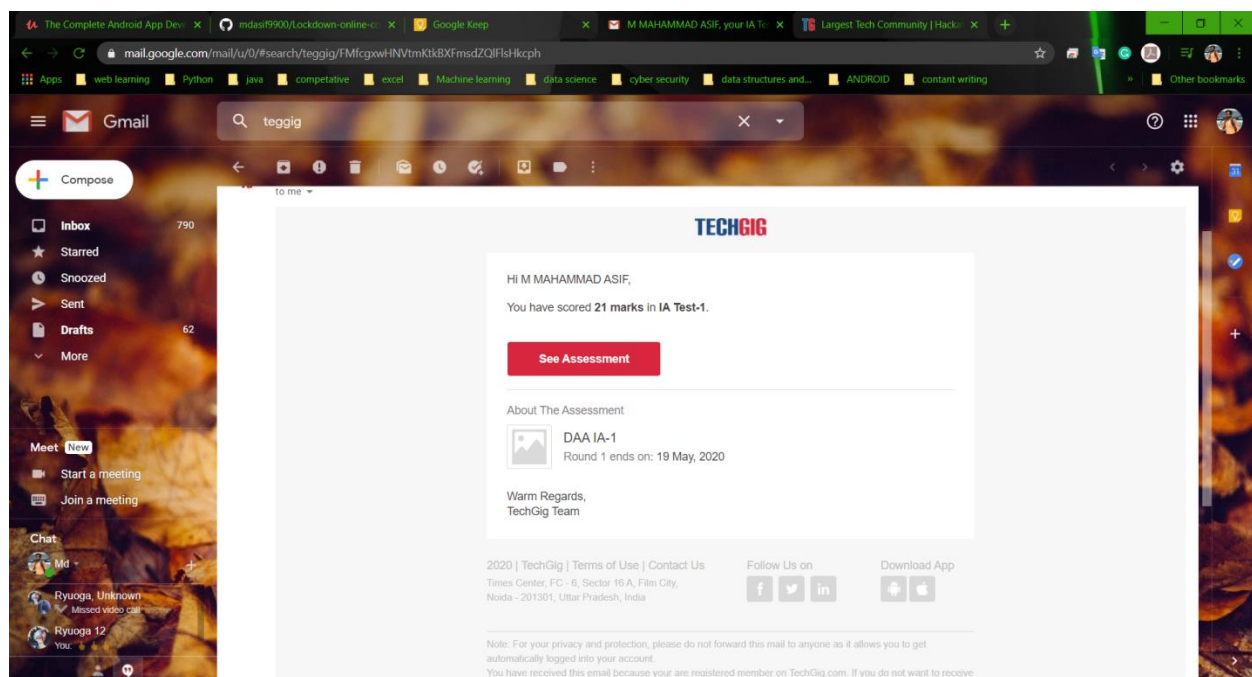 The Complete Android App Deve
mdasif9900/Lockdown-online-co
Google Keep
M MAHAMMAD ASIF, your IA Te
Largest Tech Community | Hacka
mail.google.com/mail/u/0/#search/teggig/FMfcgxwHNVtmKtkBXFmsdZQlFlsHkcph
Apps web learning Python java competative excel Machine learning data science cyber security data structures and... ANDROID contant writing » Other bookmarks
Gmail
teggig
Compose
to me
Inbox 790
Starred
Snoozed
Sent
Drafts 62
More
Meet New
Start a meeting
Join a meeting
Chat
Md
Ryuoga, Unknown
Missed video call
Ryuoga 12
You:
TECHGIG
Hi M MAHAMMAD ASIF,
You have scored 21 marks in IA Test-1.
See Assessment
About The Assessment
DAA IA-1
Round 1 ends on: 19 May, 2020
Warm Regards,
TechGig Team
2020 | TechGig | Terms of Use | Contact Us
Times Center, FC - 6, Sector 16 A, Film City,
Noida - 201301, Uttar Pradesh, India
Follow Us on
Download App
Note: For your privacy and protection, please do not forward this mail to anyone as it allows you to get
automatically logged into your account.
You have received this email because your are registered member on TechGig.com. If you do not want to receive
31